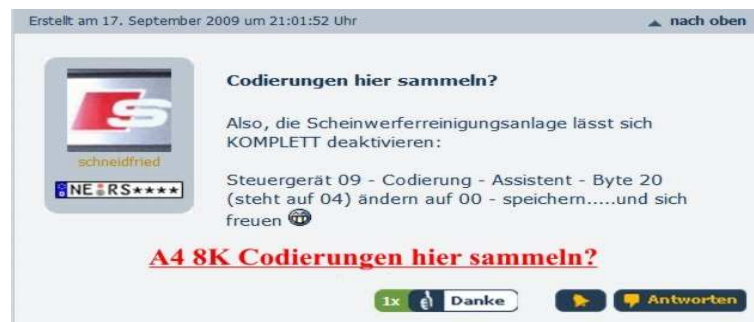 Erstellt am 17. September 2009 um 21:01:52 Uhr
nach oben
Codierungen hier sammeln?
Also, die Scheinwerferreinigungsanlage lässt sich
KOMPLETT deaktivieren:
schneidfried
NE RS****
Steuergerät 09 - Codierung - Assistent - Byte 20
(steht auf 04) ändern auf 00 - speichern.....und sich
freuen
A4 8K Codierungen hier sammeln?
1x Danke
Antworten